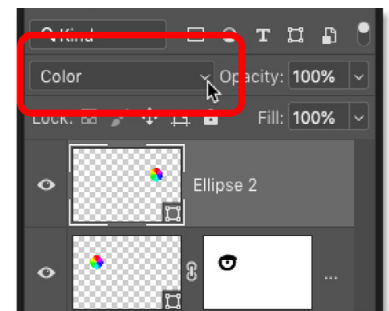 Kind T
Color Opacity: 100%
Lock: Fill: 100%
Ellipse 2
...